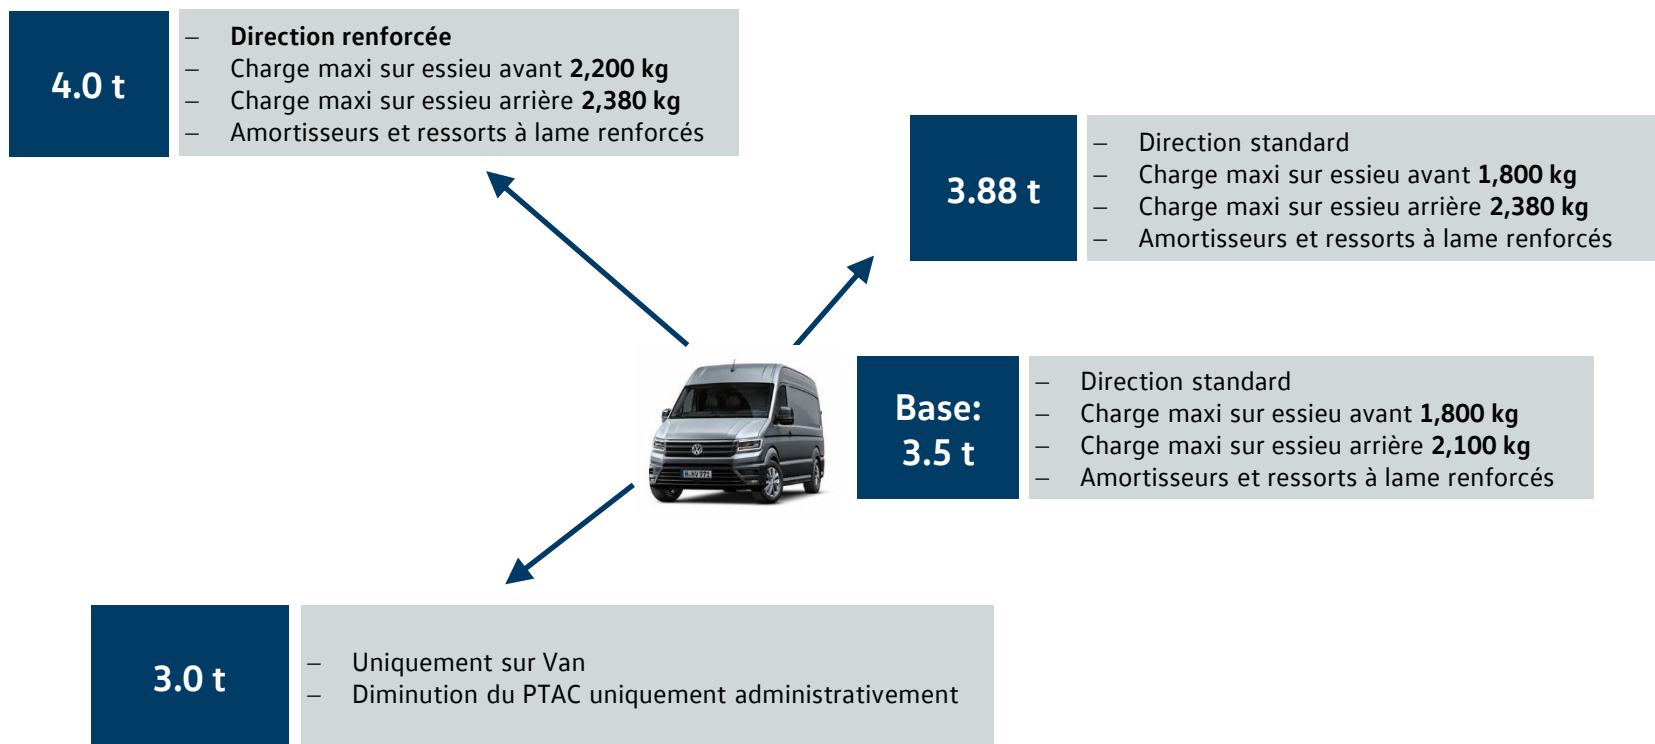 4.0 t
– Direction renforcée
– Charge maxi sur essieu avant 2,200 kg
– Charge maxi sur essieu arrière 2,380 kg
– Amortisseurs et ressorts à lame renforcés
3.88 t
– Direction standard
– Charge maxi sur essieu avant 1,800 kg
– Charge maxi sur essieu arrière 2,380 kg
– Amortisseurs et ressorts à lame renforcés
Base:
3.5 t
– Direction standard
– Charge maxi sur essieu avant 1,800 kg
– Charge maxi sur essieu arrière 2,100 kg
– Amortisseurs et ressorts à lame renforcés
3.0 t
– Uniquement sur Van
– Diminution du PTAC uniquement administrativement